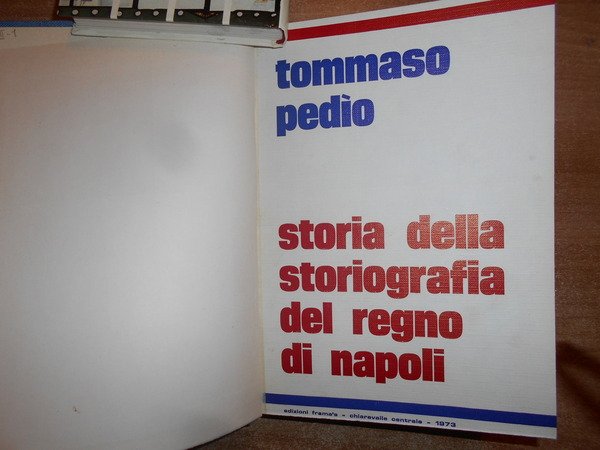 tommaso
pedìo
storia della
storiografia
del regno
di napoli
edizioni frama's - chiaravalle centrale - 1973